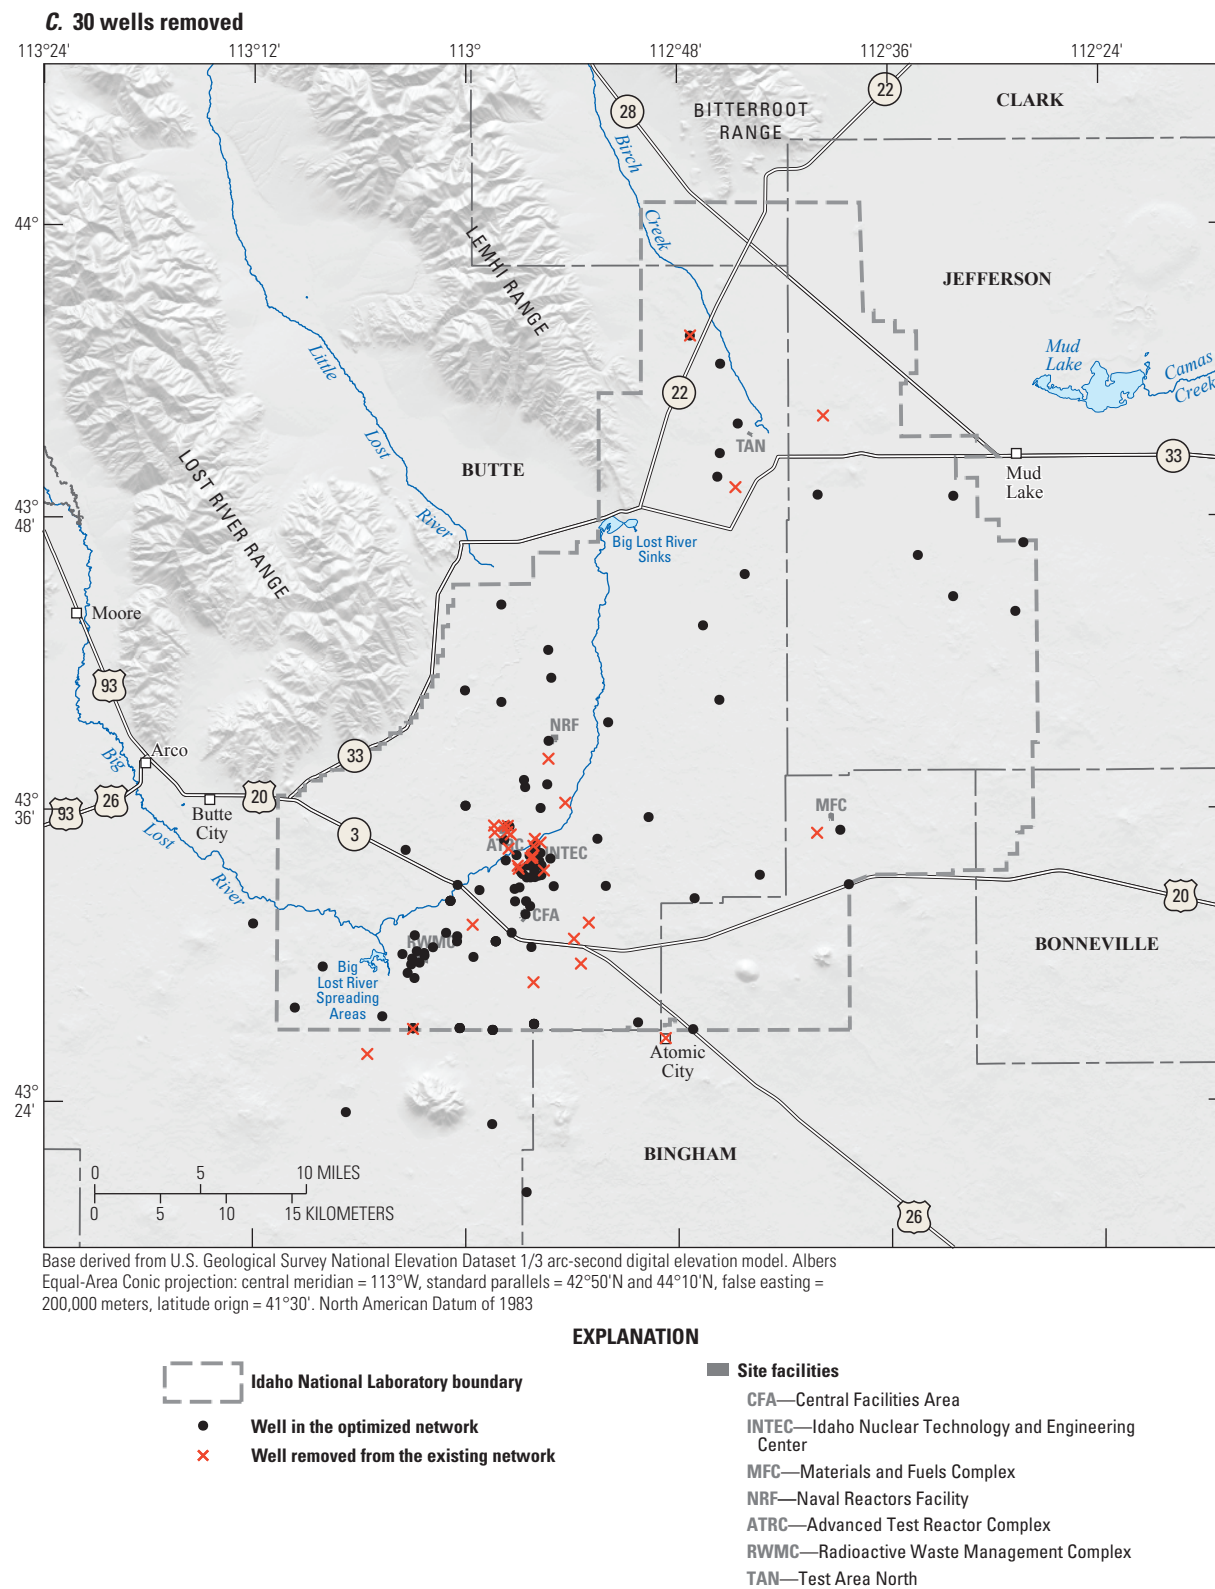 C. 30 wells removed
113°24'
113°12'
113°
112°48'
112°36'
112°24'
22
CLARK
28
BITTERROOT
RANGE
Birch
Creek
44°
LEMHI RANGE
JEFFERSON
Little
Lost
River
Mud
Lake
Camas
Creek
22
TAN
LOST RIVER RANGE
BUTTE
33
Mud
Lake
43°
48'
Big Lost River
Sinks
Moore
93
NRF
Arco
33
Big
Lost
River
93
26
20
Butte
City
43°
36'
3
MFC
ATRC
INTEC
20
CFA
RWMC
BONNEVILLE
Big
Lost River
Spreading
Areas
Atomic
City
43°
24'
BINGHAM
0 5 10 MILES
0 5 10 15 KILOMETERS
26
Base derived from U.S. Geological Survey National Elevation Dataset 1/3 arc-second digital elevation model. Albers
Equal-Area Conic projection: central meridian = 113°W, standard parallels = 42°50'N and 44°10'N, false easting =
200,000 meters, latitude orign = 41°30'. North American Datum of 1983
EXPLANATION
Idaho National Laboratory boundary
Well in the optimized network
Well removed from the existing network
Site facilities
CFA—Central Facilities Area
INTEC—Idaho Nuclear Technology and Engineering
Center
MFC—Materials and Fuels Complex
NRF—Naval Reactors Facility
ATRC—Advanced Test Reactor Complex
RWMC—Radioactive Waste Management Complex
TAN—Test Area North